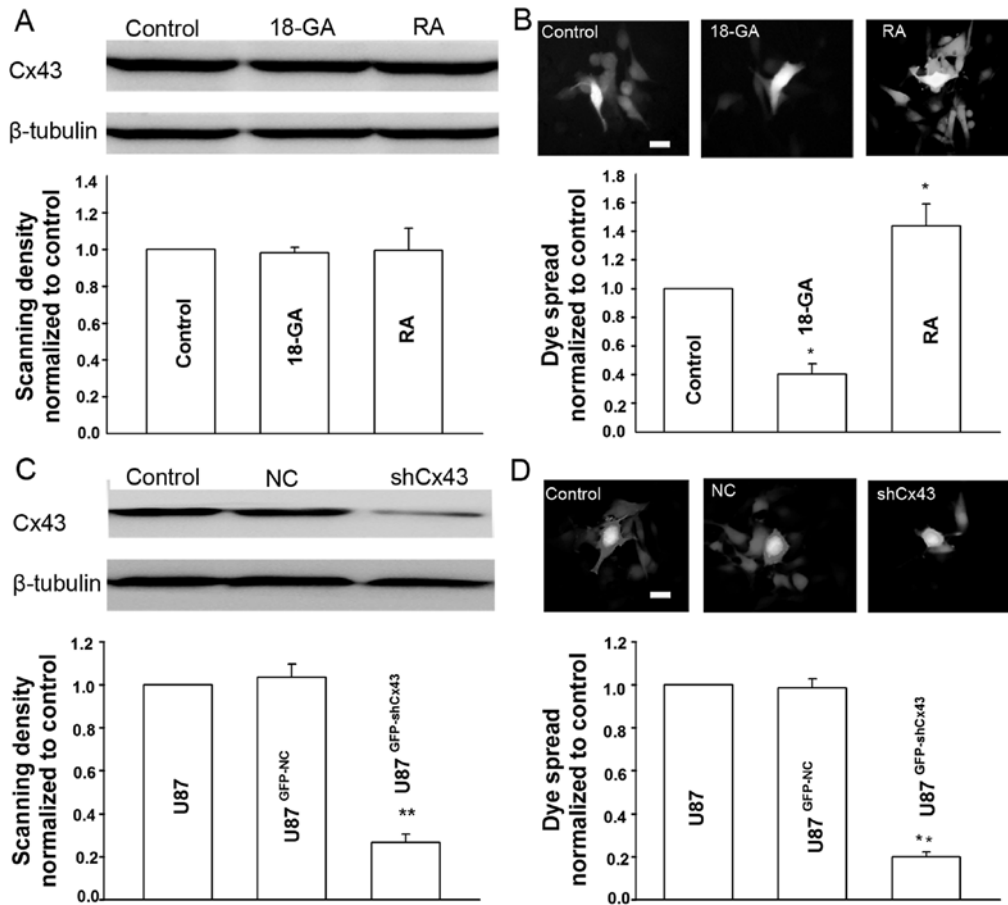 A
Control 18-GA RA
Cx43
β-tubulin
Scanning density
normalized to control
1.4
1.2
1.0
0.8
0.6
0.4
0.2
0.0
Control
18-GA
RA
B
Control
18-GA
RA
Dye spread
normalized to control
1.8
1.6
1.4
1.2
1.0
0.8
0.6
0.4
0.2
0.0
Control
18-GA
*
RA
*
C
Control NC shCx43
Cx43
β-tubulin
Scanning density
normalized to control
1.2
1.0
0.8
0.6
0.4
0.2
0.0
U87
U87 GFP-NC
U87 GFP-shCx43
**
D
Control
NC
shCx43
Dye spread
normalized to control
1.2
1.0
0.8
0.6
0.4
0.2
0.0
U87
U87 GFP-NC
U87 GFP-shCx43
**